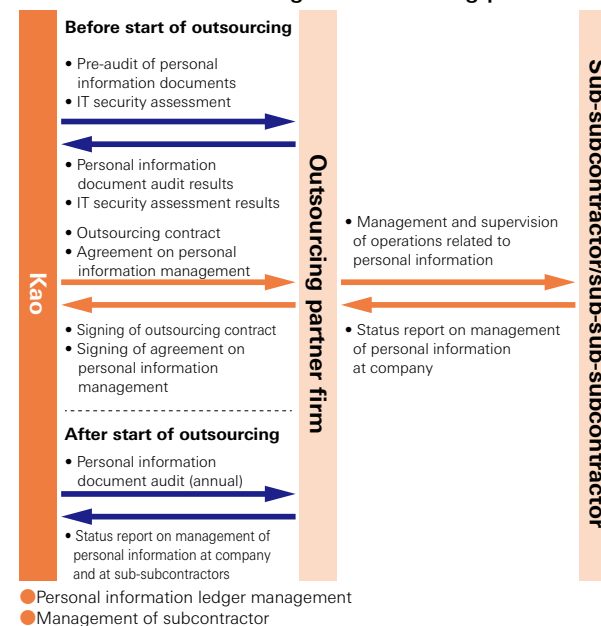 Before start of outsourcing
• Pre-audit of personal
information documents
• IT security assessment
• Personal information
document audit results
• IT security assessment results
• Outsourcing contract
• Agreement on personal
information management
• Signing of outsourcing contract
• Signing of agreement on
personal information
management
After start of outsourcing
• Personal information
document audit (annual)
• Status report on management of
personal information at company
and at sub-subcontractors
Kao
Outsourcing partner firm
• Management and supervision
of operations related to
personal information
• Status report on management
of personal information
at company
Sub-subcontractor/sub-sub-subcontractor
●Personal information ledger management
●Management of subcontractor